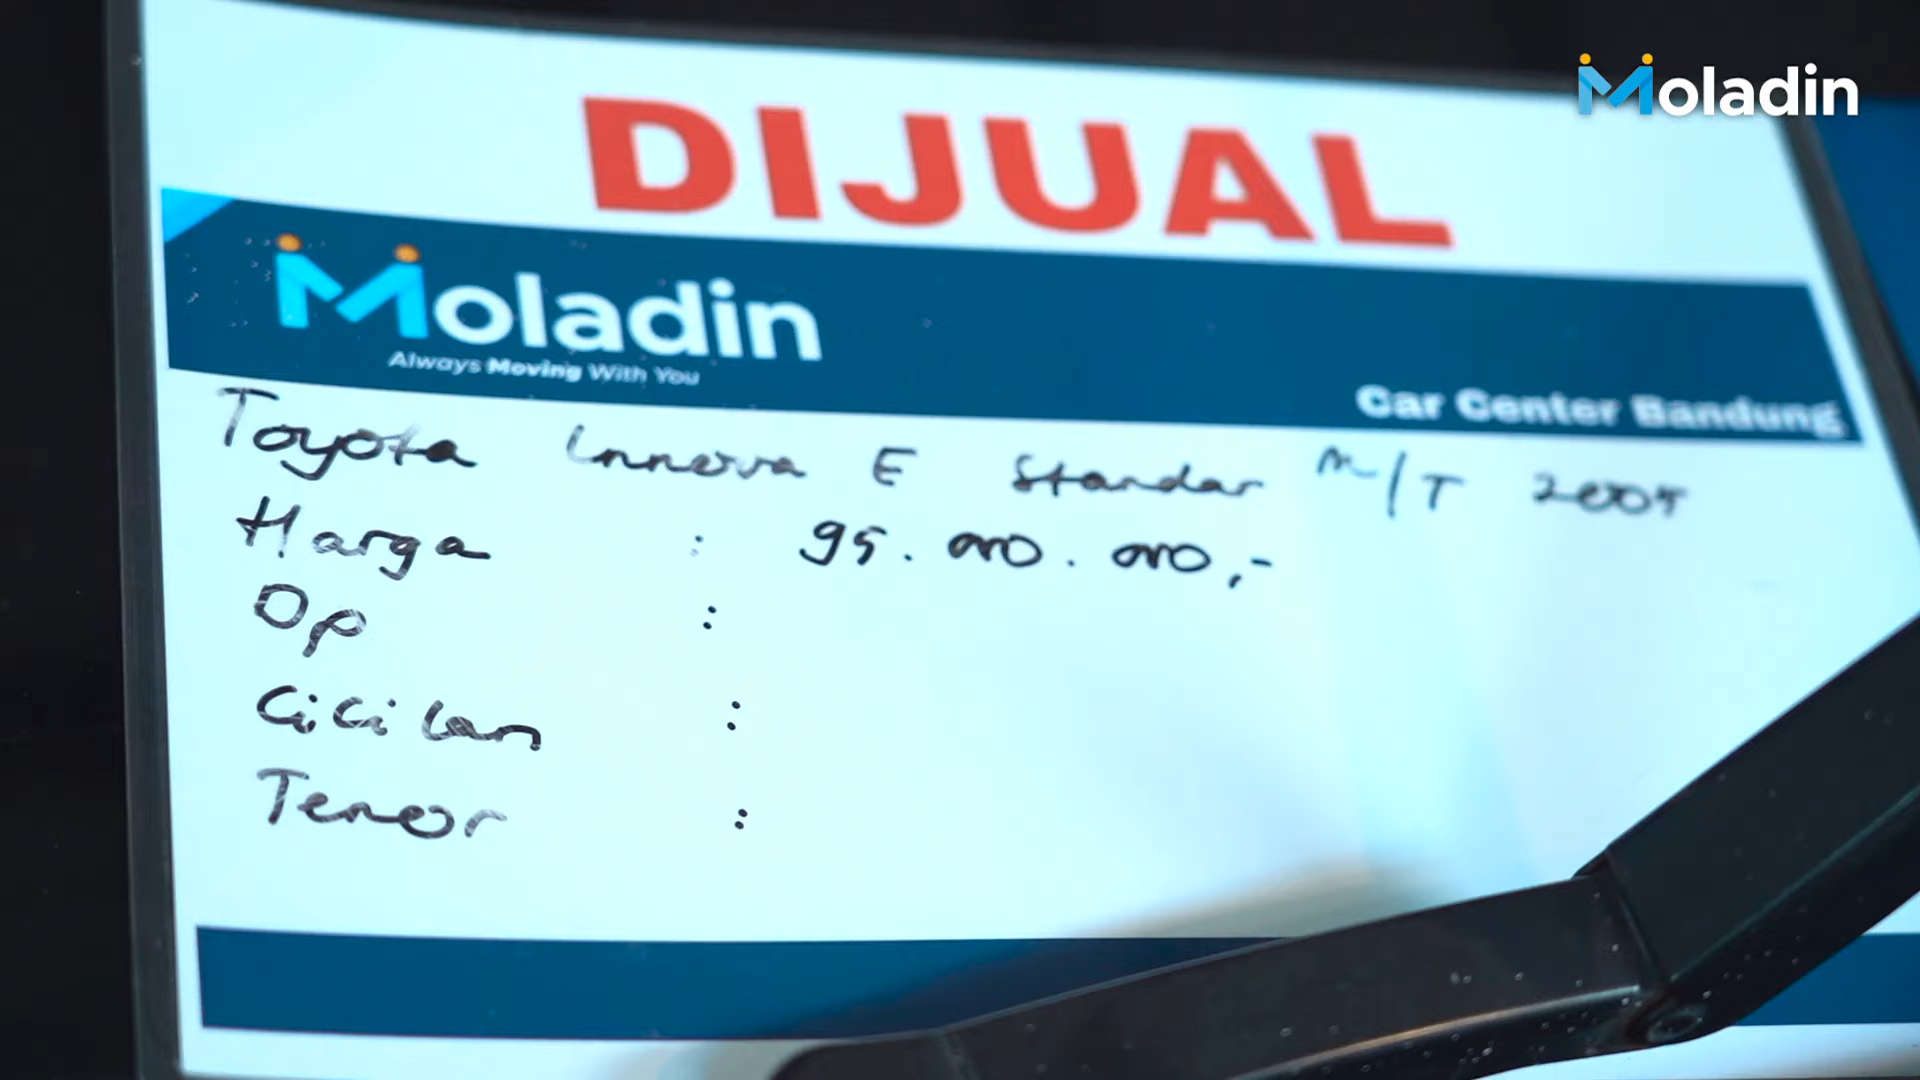 Moladin
DIJUAL
Moladin
Always Moving With You
Car Center Bandung
Toyota Innova E Standar M/T 2005
Harga : 95.000.000,-
Dp :
Cicilan :
Tenor :